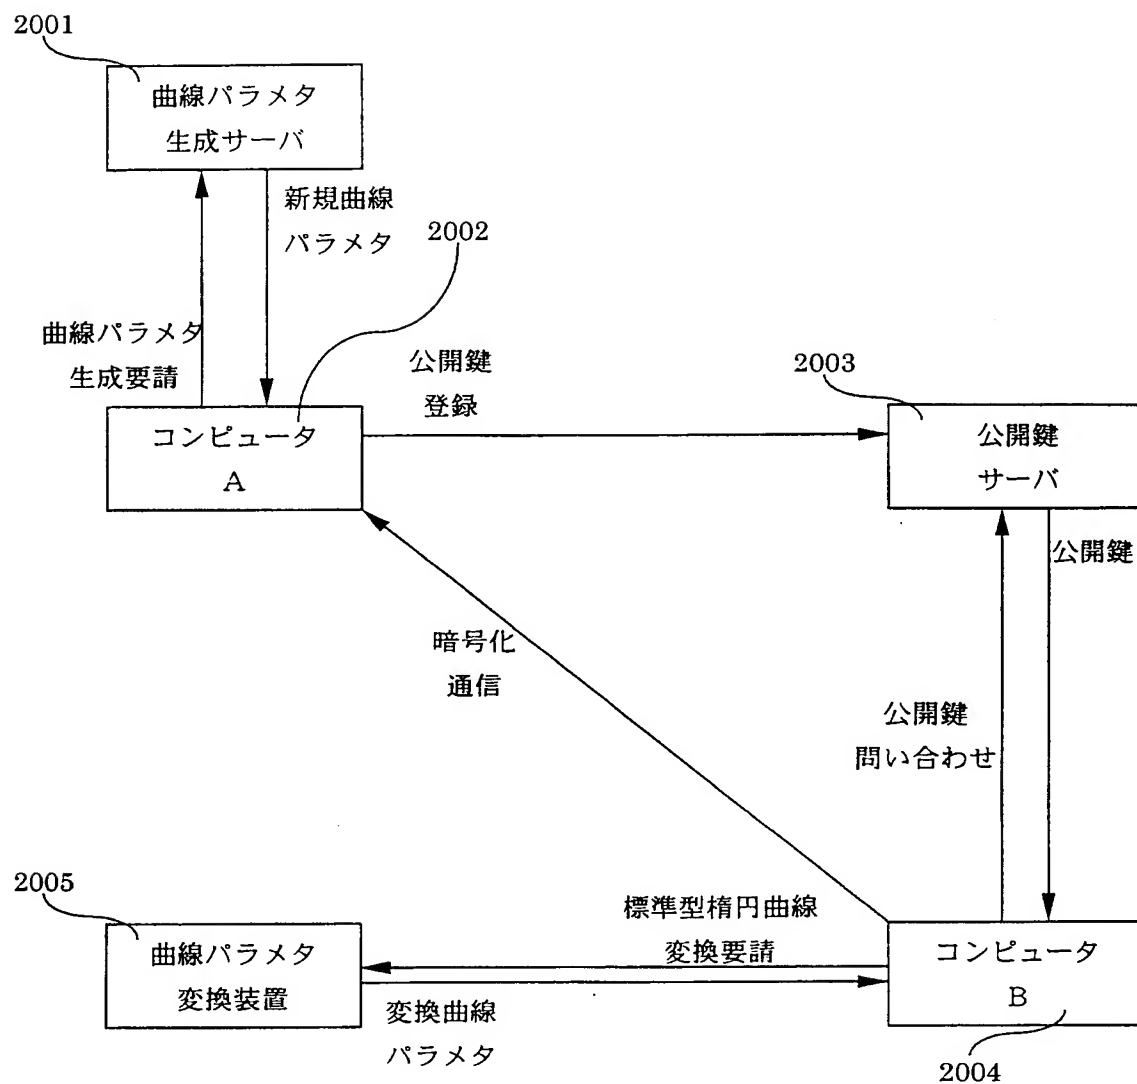 2001
曲線パラメタ
生成サーバ
新規曲線
パラメタ
2002
曲線パラメタ
生成要請
公開鍵
登録
2003
コンピュータ
A
公開鍵
サーバ
公開鍵
暗号化
通信
公開鍵
問い合わせ
2005
標準型楕円曲線
変換要請
曲線パラメタ
変換装置
コンピュータ
B
変換曲線
パラメタ
2004